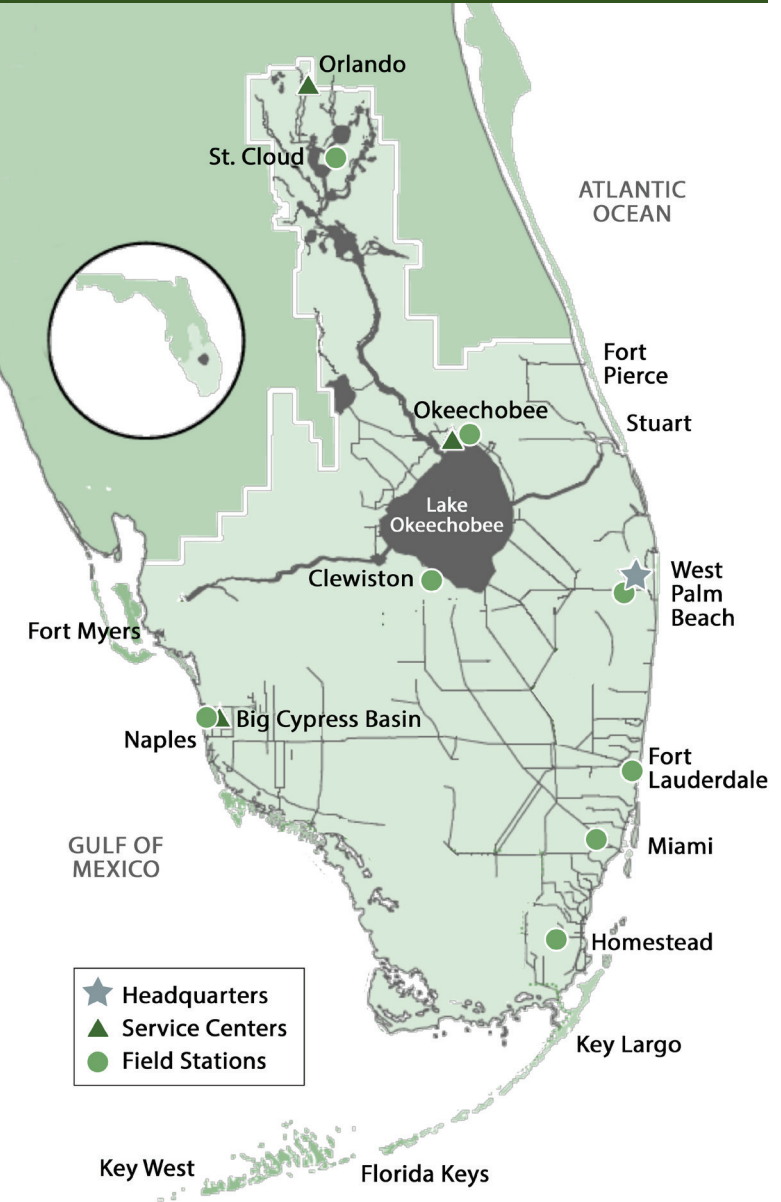 Orlando
St. Cloud
ATLANTIC
OCEAN
Fort
Pierce
Okeechobee
Stuart
Lake
Okeechobee
Clewiston
West
Palm
Beach
Fort Myers
Big Cypress Basin
Naples
Fort
Lauderdale
GULF OF
MEXICO
Miami
Homestead
Headquarters
Service Centers
Field Stations
Key Largo
Key West
Florida Keys